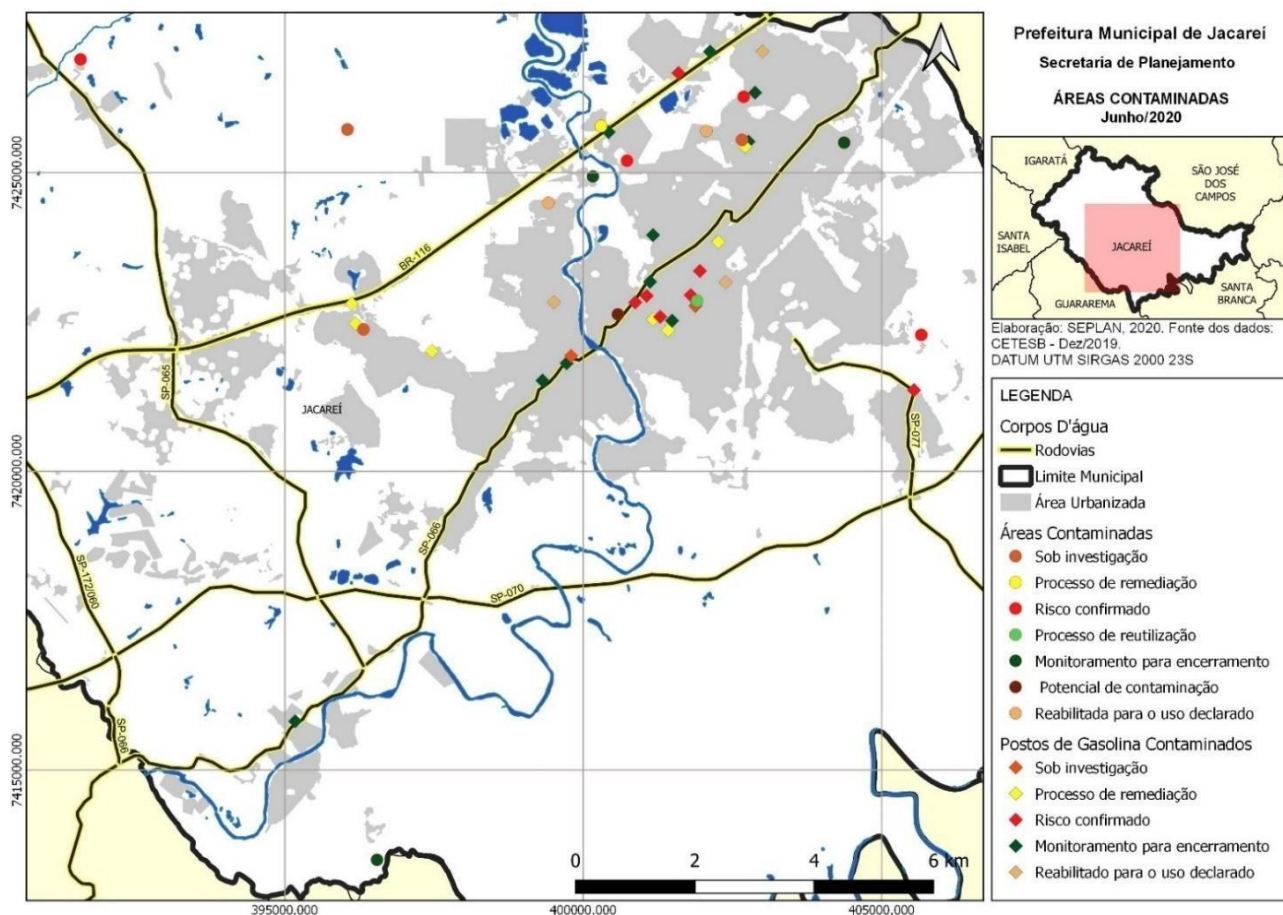 Prefeitura Municipal de Jacareí
Secretaria de Planejamento
ÁREAS CONTAMINADAS
Junho/2020
IGARATÁ
SÃO JOSÉ
DOS
CAMPOS
SANTA
ISABEL
JACAREÍ
SANTA
BRANCA
GUARAREMA
Elaboração: SEPLAN, 2020. Fonte dos dados:
CETESB - Dez/2019.
DATUM UTM SIRGAS 2000 23S
LEGENDA
Corpos D'água
Rodovias
Limite Municipal
Área Urbanizada
Áreas Contaminadas
Sob investigação
Processo de remediação
Risco confirmado
Processo de reutilização
Monitoramento para encerramento
Potencial de contaminação
Reabilitada para o uso declarado
Postos de Gasolina Contaminados
Sob investigação
Processo de remediação
Risco confirmado
Monitoramento para encerramento
Reabilitado para o uso declarado
7425000.000
7420000.000
7415000.000
BR-116
SP-065
JACAREÍ
SP-077
SP-066
SP-172/060
SP-070
SP-066
0 2 4 6 km
395000.000 400000.000 405000.000